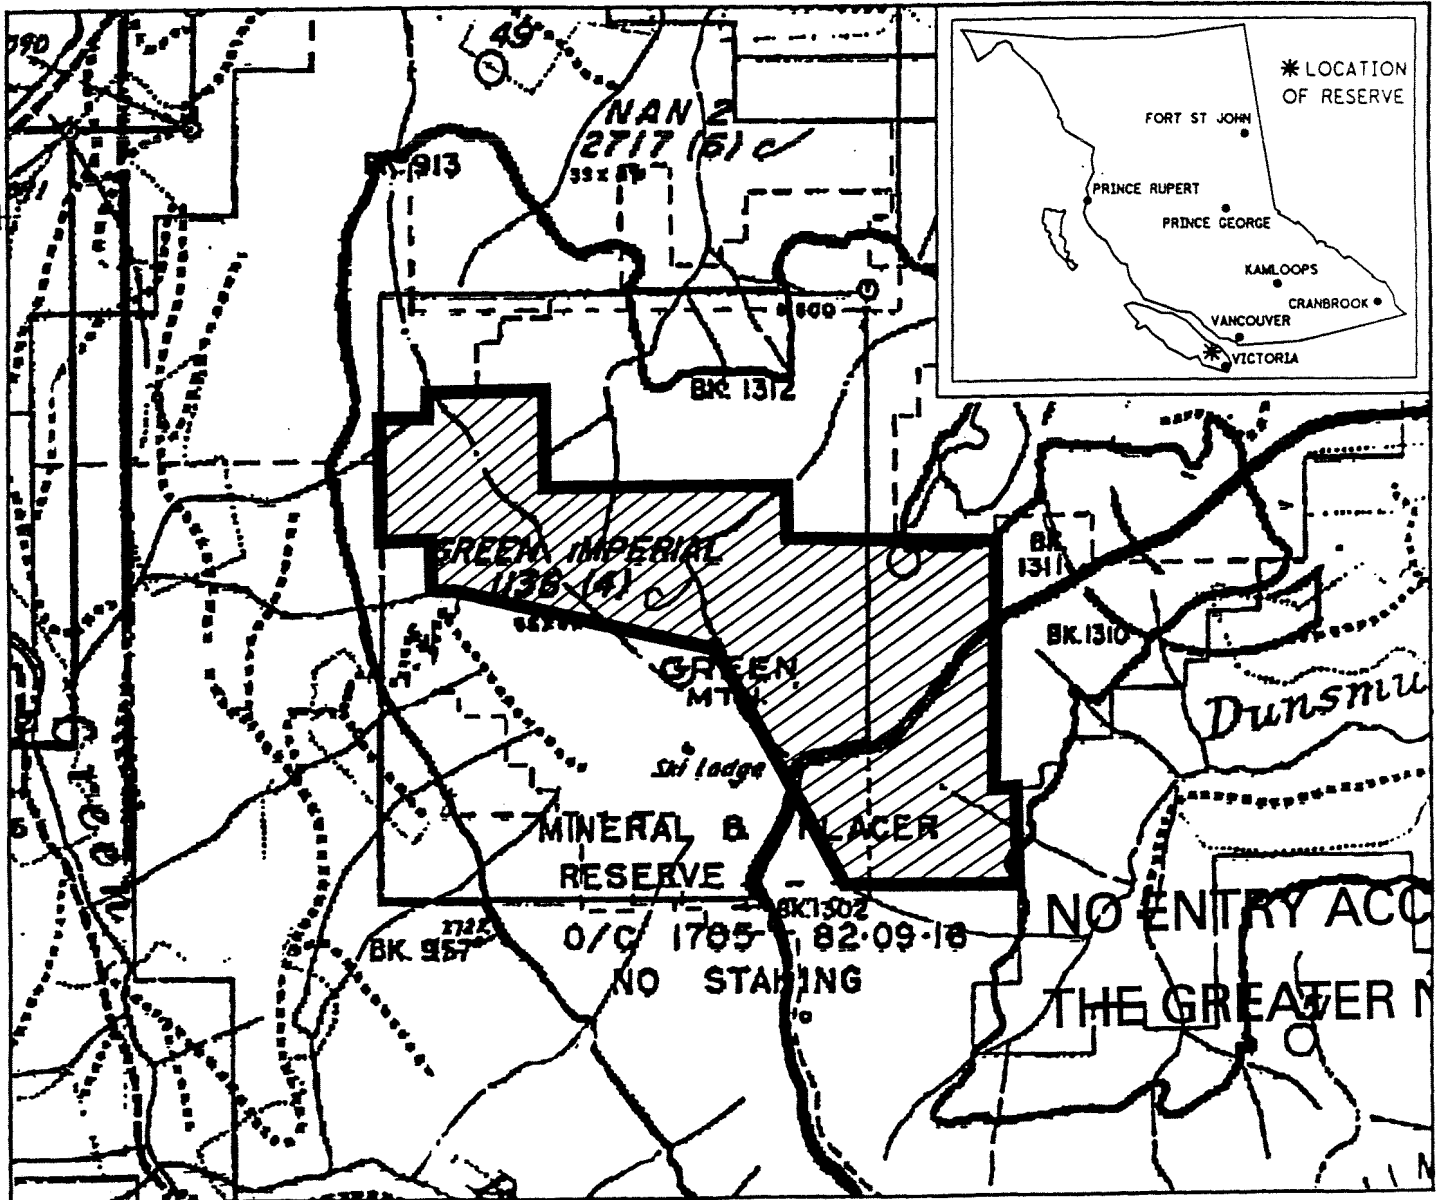 49
NAN 2
2717 (6) C
BK. 913
* LOCATION
OF RESERVE
FORT ST JOHN
PRINCE RUPERT
PRINCE GEORGE
KAMLOOPS
CRANBROOK
VANCOUVER
VICTORIA
BK. 1312
GREEN IMPERIAL
1136 (4)
C
BK.
1311
BK. 1310
GREEN
MTN.
Dunsmu
Ski lodge
MINERAL & PLACER
RESERVE
BK. 1302
BK. 957
O/C 1785 82·09·16
NO STAKING
NO ENTRY ACC
THE GREATER N